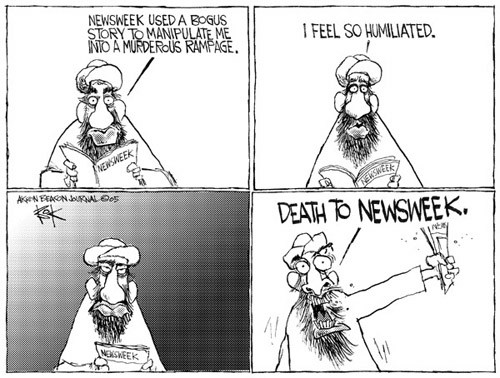 NEWSWEEK USED A BOGUS
STORY TO MANIPULATE ME
INTO A MURDEROUS RAMPAGE.
NEWSWEEK
I FEEL SO HUMILIATED.
NEWSWEEK
AKRON BEACON JOURNAL ©05
NEWSWEEK
DEATH TO NEWSWEEK.